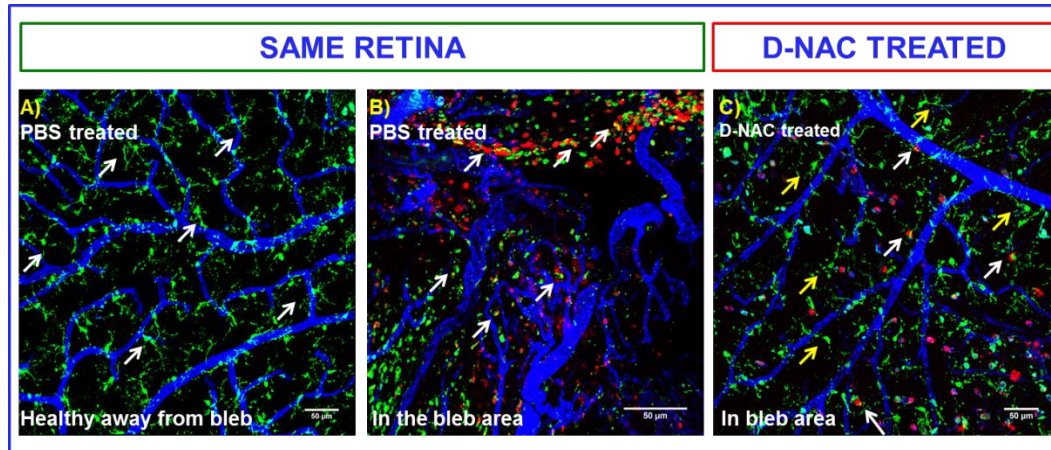 SAME RETINA
D-NAC TREATED
A)
PBS treated
Healthy away from bleb
50 µm
B)
PBS treated
In the bleb area
50 µm
C)
D-NAC treated
In bleb area
50 µm